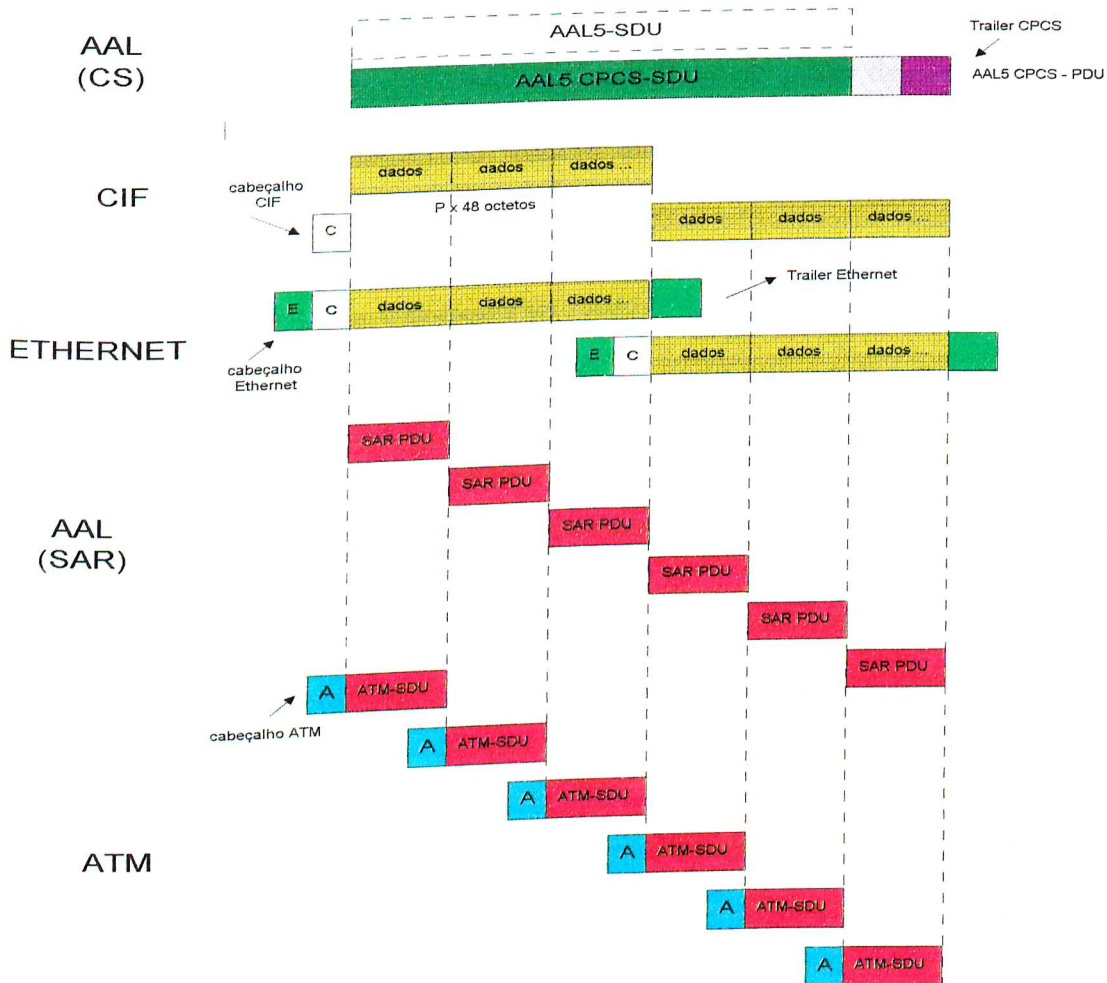 AAL
(CS)
AAL5-SDU
AAL5 CPCS-SDU
Trailer CPCS
AAL5 CPCS - PDU
CIF
cabeçalho
CIF
C
dados
dados
dados ...
P x 48 octetos
dados
dados
dados ...
ETHERNET
E
C
dados
dados
dados ...
Trailer Ethernet
cabeçalho
Ethernet
E
C
dados
dados
dados ...
AAL
(SAR)
SAR PDU
SAR PDU
SAR PDU
SAR PDU
SAR PDU
SAR PDU
ATM
A
ATM-SDU
cabeçalho ATM
A
ATM-SDU
A
ATM-SDU
A
ATM-SDU
A
ATM-SDU
A
ATM-SDU